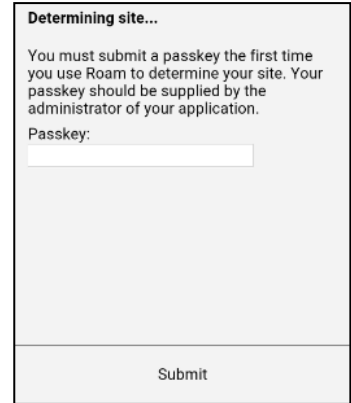 Determining site...
You must submit a passkey the first time
you use Roam to determine your site. Your
passkey should be supplied by the
administrator of your application.
Passkey:
Submit